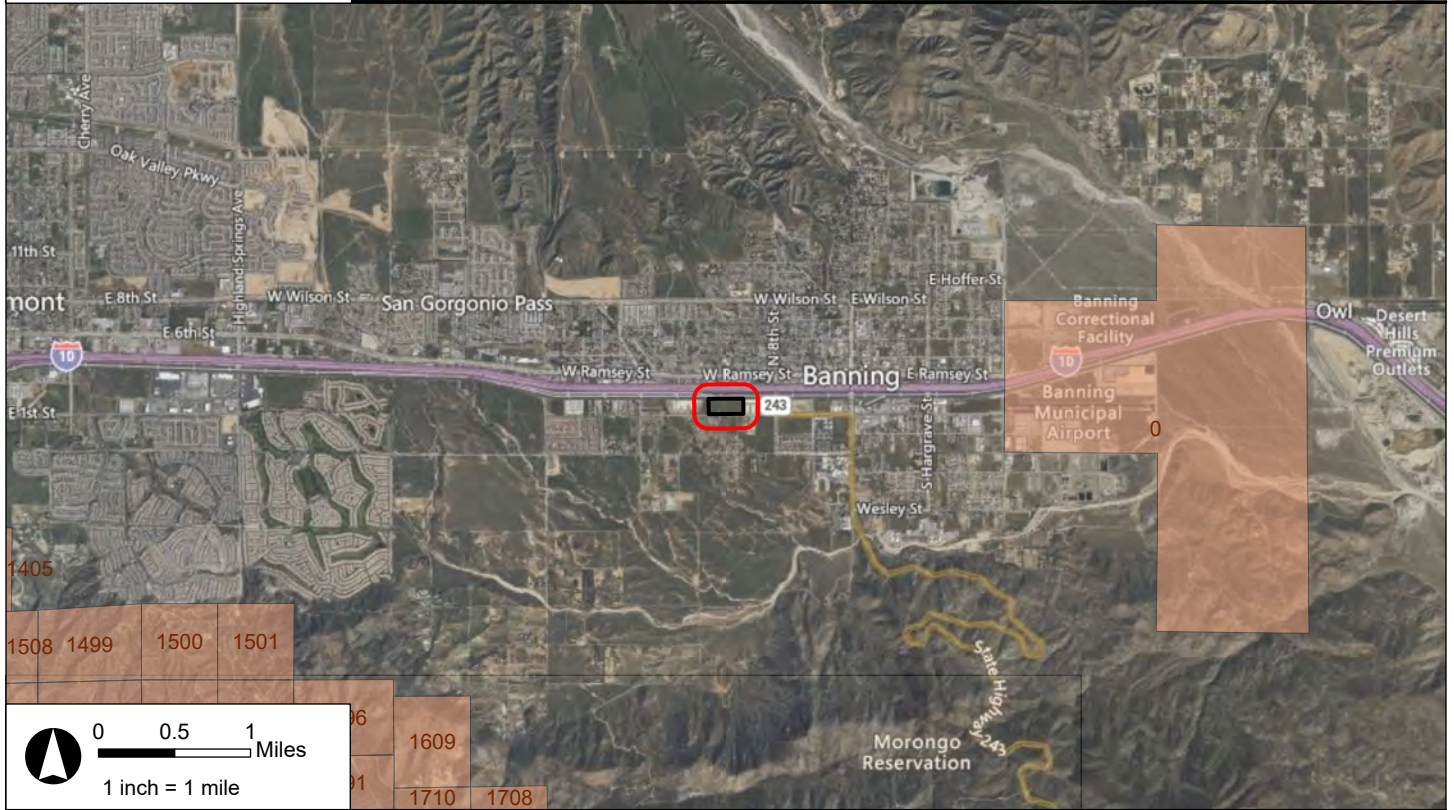 Cherry Ave
Oak Valley Pkwy
Highland Springs Ave
11th St
mont
E 8th St
W Wilson St
San Gorgonio Pass
W Wilson St
E Wilson St
E Hoffer St
E 6th St
10
N 8th St
Banning
Correctional
Facility
Owl
Desert
Hills
Premium
Outlets
10
W Ramsey St
W Ramsey St
Banning
E Ramsey St
E 1st St
243
S Hargrave St
Banning
Municipal
Airport
0
Wesley St
1405
1508
1499
1500
1501
State Highway 243
96
1609
91
1710
1708
Morongo
Reservation
0
0.5
1
Miles
1 inch = 1 mile